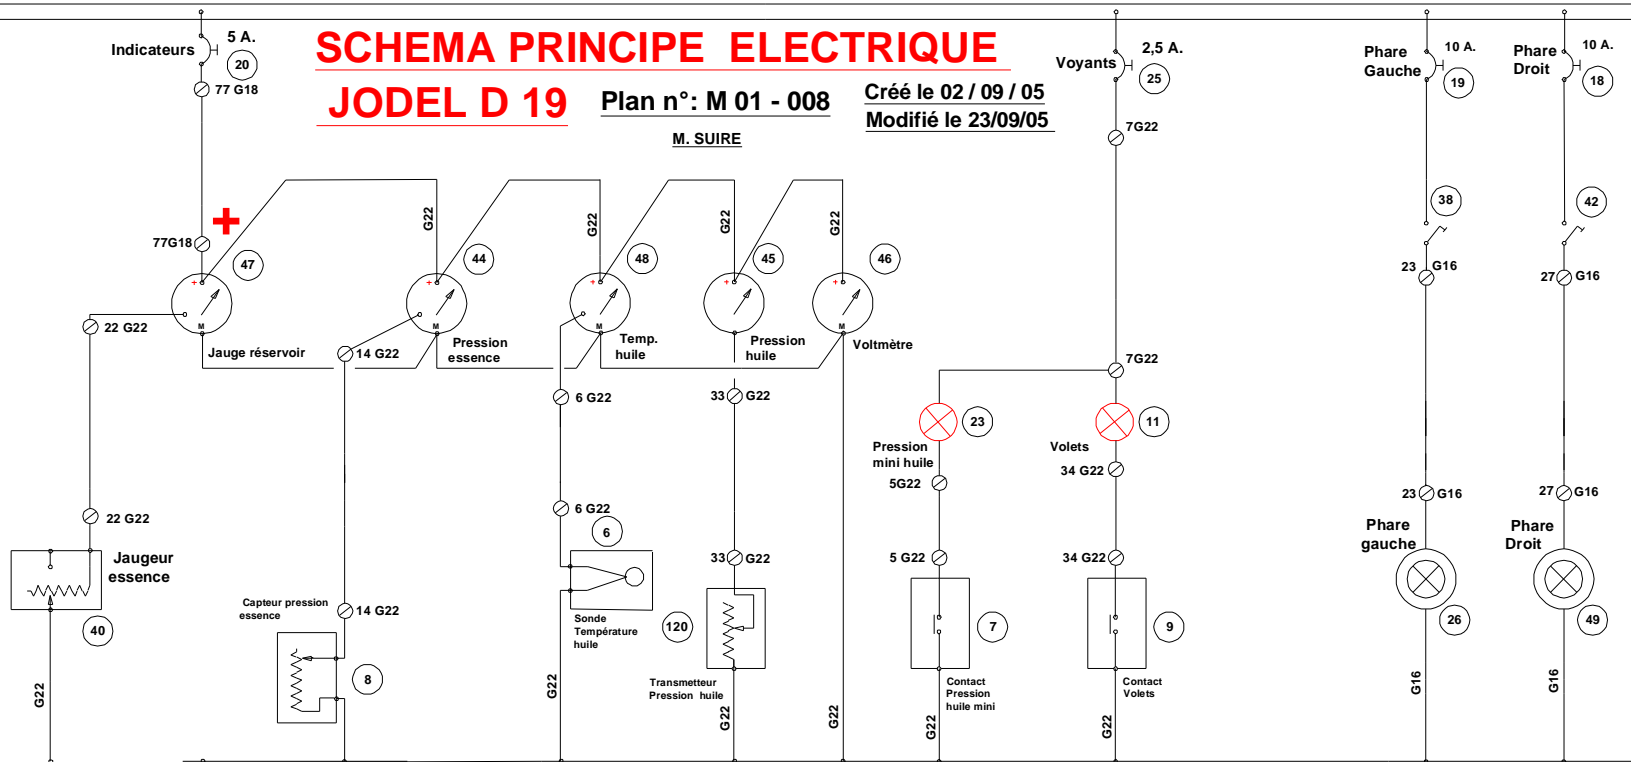 SCHEMA PRINCIPE ELECTRIQUE
JODEL D 19
Plan n°: M 01 - 008
Créé le 02 / 09 / 05
Modifié le 23/09/05
M. SUIRE
Indicateurs
5 A.
20
77 G18
77G18
+
47
44
48
45
46
G22
G22
G22
G22
+
+
+
+
+
M
M
M
Jauge réservoir
Pression
essence
Temp.
huile
Pression
huile
Voltmètre
22 G22
14 G22
6 G22
33 G22
22 G22
6 G22
33 G22
14 G22
Jaugeur
essence
40
G22
Capteur pression
essence
8
6
Sonde
Température
huile
G22
120
Transmetteur
Pression huile
G22
G22
Voyants
2,5 A.
25
7G22
7G22
23
11
Pression
mini huile
Volets
5G22
34 G22
5 G22
34 G22
7
9
Contact
Pression
huile mini
Contact
Volets
G22
G22
Phare
Gauche
10 A.
19
Phare
Droit
10 A.
18
38
42
23 G16
27 G16
23 G16
27 G16
Phare
gauche
Phare
Droit
26
49
G16
G16